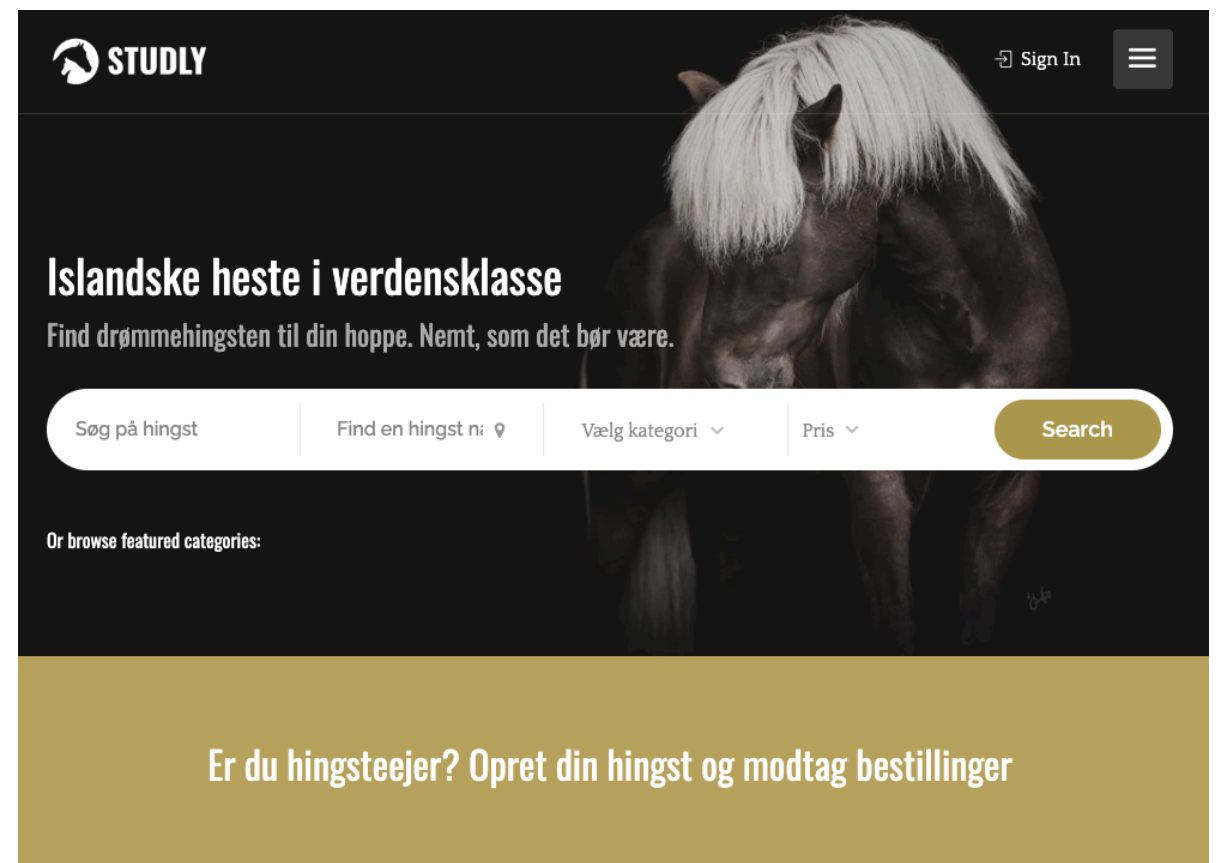 STUDLY
Sign In
Islandske heste i verdensklasse
Find drømmehingsten til din hoppe. Nemt, som det bør være.
Søg på hingst
Find en hingst
Vælg kategori
Pris
Search
Or browse featured categories:
Er du hingsteejer? Opret din hingst og modtag bestillinger